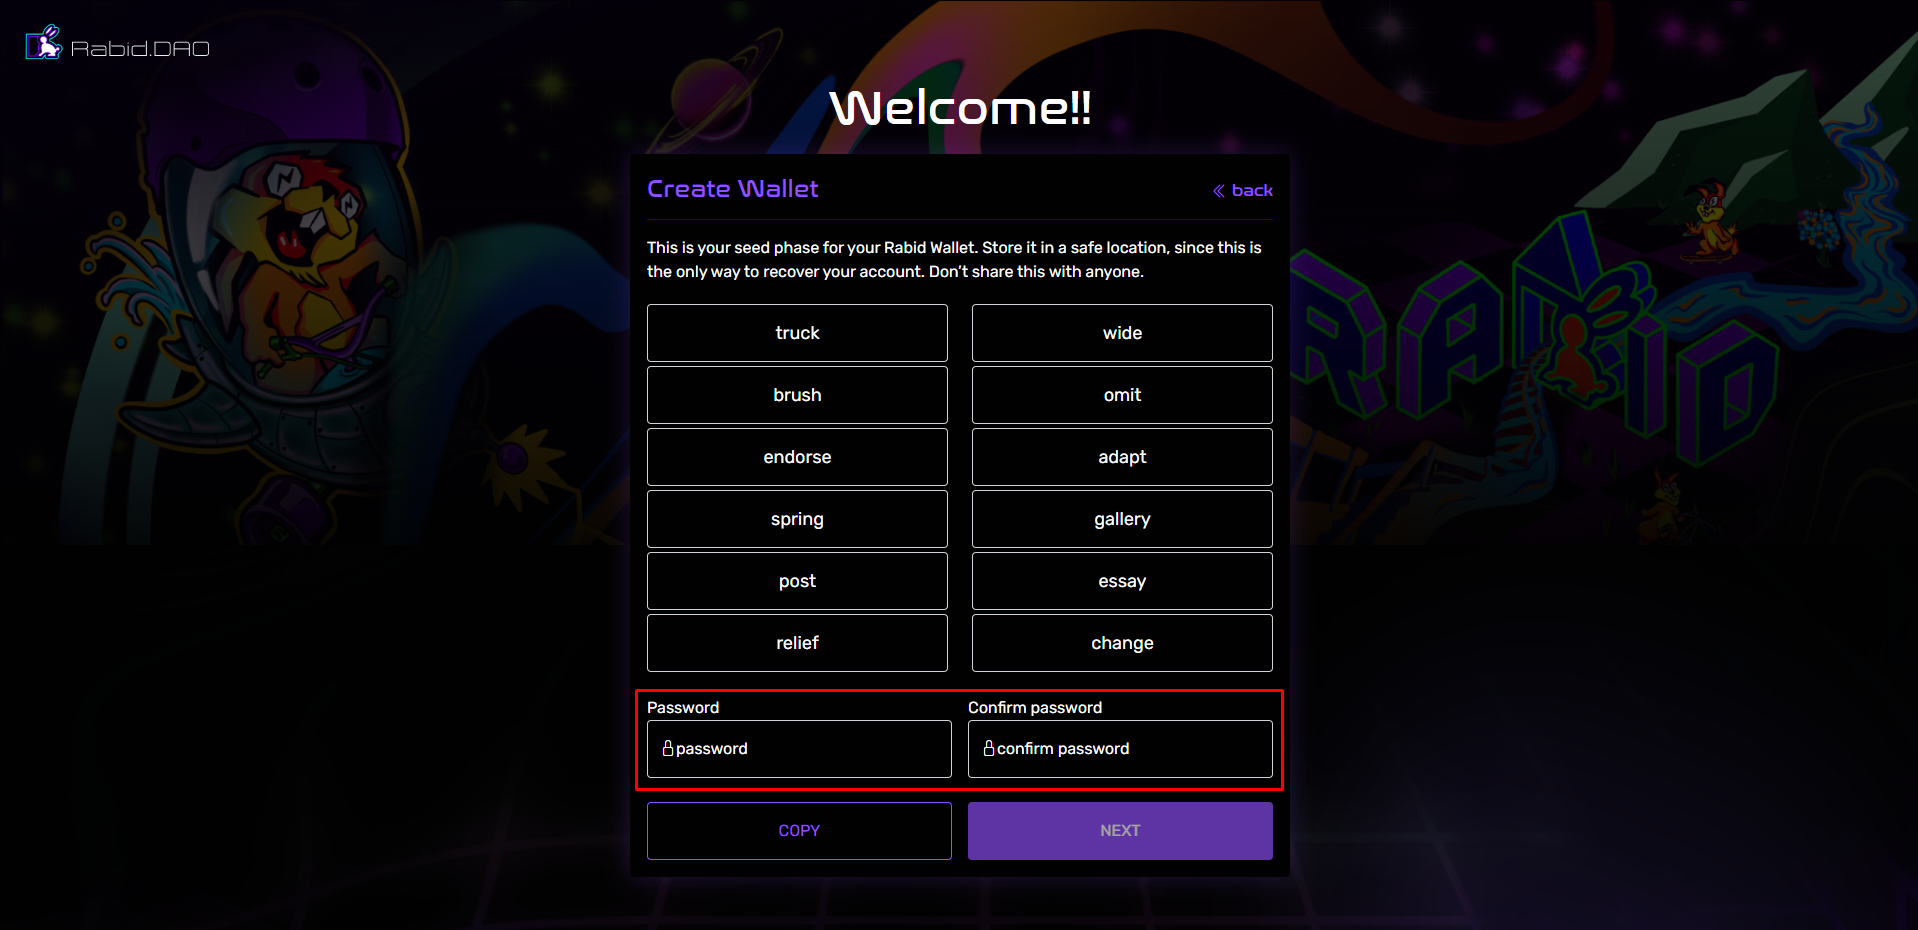 Rabid.DAO
Welcome!!
Create Wallet
« back
This is your seed phase for your Rabid Wallet. Store it in a safe location, since this is
the only way to recover your account. Don’t share this with anyone.
truck
wide
brush
omit
endorse
adapt
spring
gallery
post
essay
relief
change
Password
Confirm password
password
confirm password
COPY
NEXT
RABID